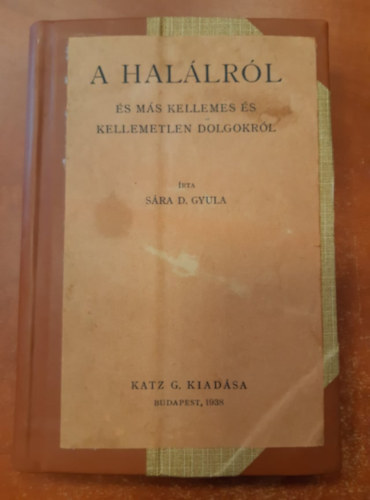 A HALÁLRÓL
ÉS MÁS KELLEMES ÉS
KELLEMETLEN DOLGOKRÓL
ÍRTA
SÁRA D. GYULA
KATZ G. KIADÁSA
BUDAPEST, 1938